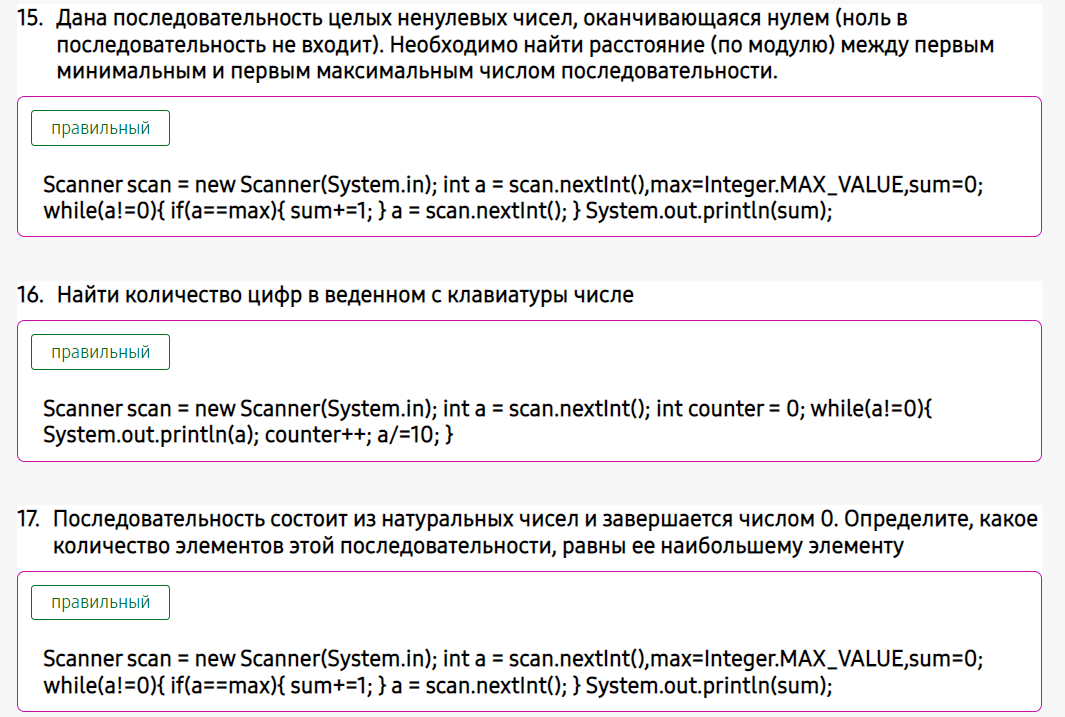 15. Дана последовательность целых ненулевых чисел, оканчивающаяся нулем (ноль в
последовательность не входит). Необходимо найти расстояние (по модулю) между первым
минимальным и первым максимальным числом последовательности.
правильный
Scanner scan = new Scanner(System.in); int a = scan.nextInt(),max=Integer.MAX_VALUE,sum=0;
while(a!=0){ if(a==max){ sum+=1; } a = scan.nextInt(); } System.out.println(sum);
16. Найти количество цифр в веденном с клавиатуры числе
правильный
Scanner scan = new Scanner(System.in); int a = scan.nextInt(); int counter = 0; while(a!=0){
System.out.println(a); counter++; a/=10; }
17. Последовательность состоит из натуральных чисел и завершается числом 0. Определите, какое
количество элементов этой последовательности, равны ее наибольшему элементу
правильный
Scanner scan = new Scanner(System.in); int a = scan.nextInt(),max=Integer.MAX_VALUE,sum=0;
while(a!=0){ if(a==max){ sum+=1; } a = scan.nextInt(); } System.out.println(sum);